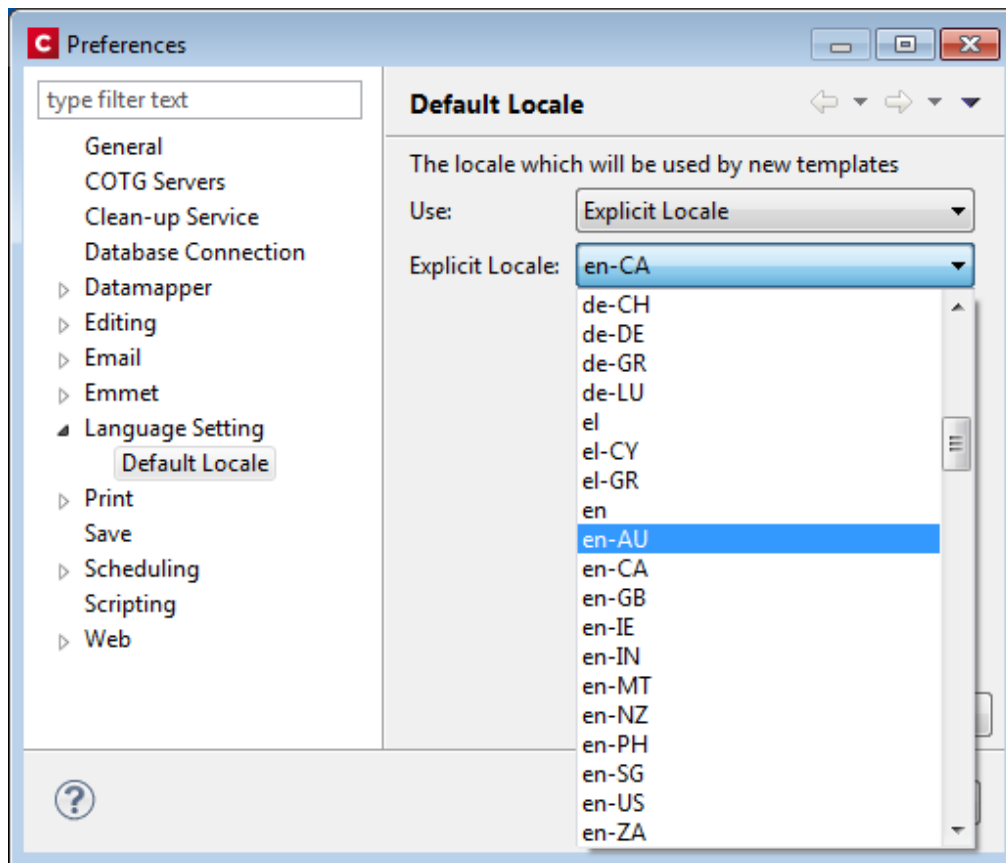 C Preferences
type filter text
General
COTG Servers
Clean-up Service
Database Connection
Datamapper
Editing
Email
Emmet
Language Setting
Default Locale
Print
Save
Scheduling
Scripting
Web
Default Locale
The locale which will be used by new templates
Use: Explicit Locale
Explicit Locale: en-CA
de-CH
de-DE
de-GR
de-LU
el
el-CY
el-GR
en
en-AU
en-CA
en-GB
en-IE
en-IN
en-MT
en-NZ
en-PH
en-SG
en-US
en-ZA
?